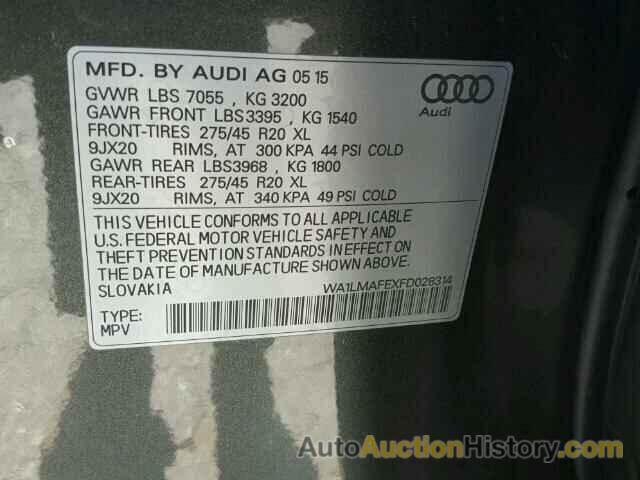 MFD. BY AUDI AG 05 15
GVWR LBS 7055 , KG 3200
GAWR FRONT LBS3395 , KG 1540
FRONT-TIRES 275/45 R20 XL
9JX20 RIMS, AT 300 KPA 44 PSI COLD
GAWR REAR LBS3968 , KG 1800
REAR-TIRES 275/45 R20 XL
9JX20 RIMS, AT 340 KPA 49 PSI COLD
Audi
THIS VEHICLE CONFORMS TO ALL APPLICABLE
U.S. FEDERAL MOTOR VEHICLE SAFETY AND
THEFT PREVENTION STANDARDS IN EFFECT ON
THE DATE OF MANUFACTURE SHOWN ABOVE.
SLOVAKIA
WA1LMAFEXFD028314
TYPE:
MPV
AutoAuctionHistory.com